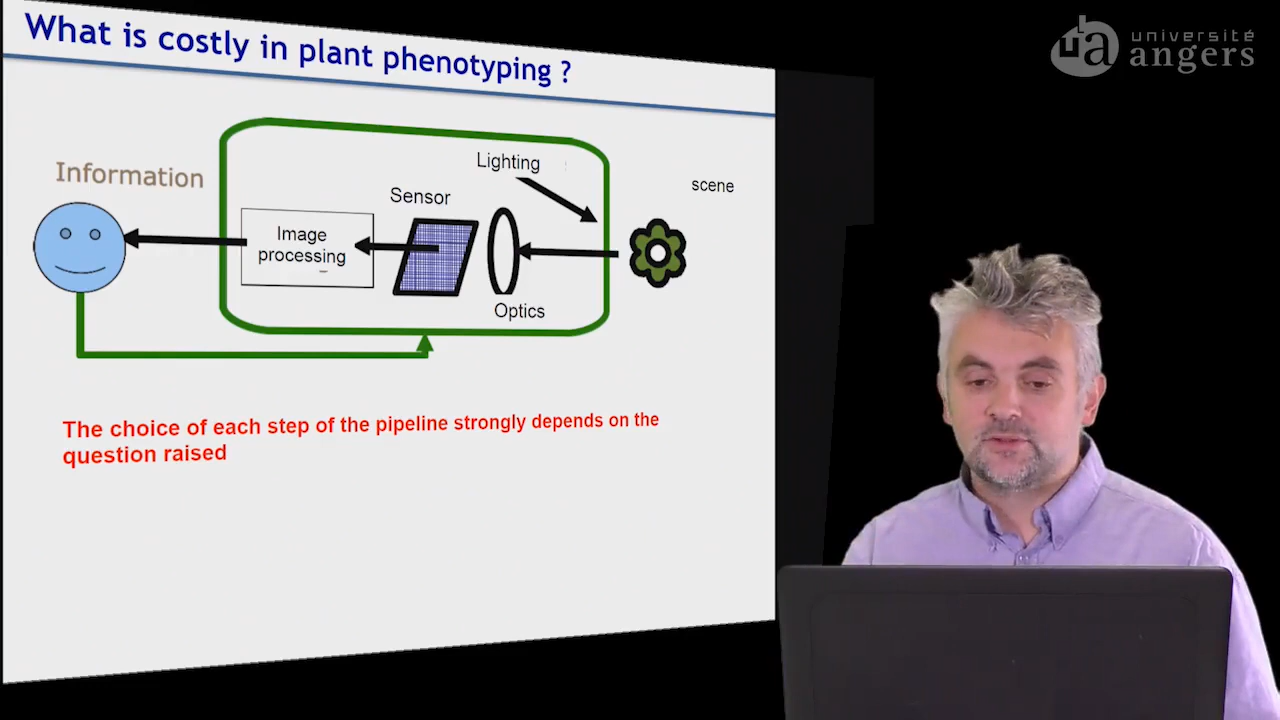 What is costly in plant phenotyping ?
université
angers
Information
Lighting
scene
Sensor
Image
processing
Optics
The choice of each step of the pipeline strongly depends on the
question raised